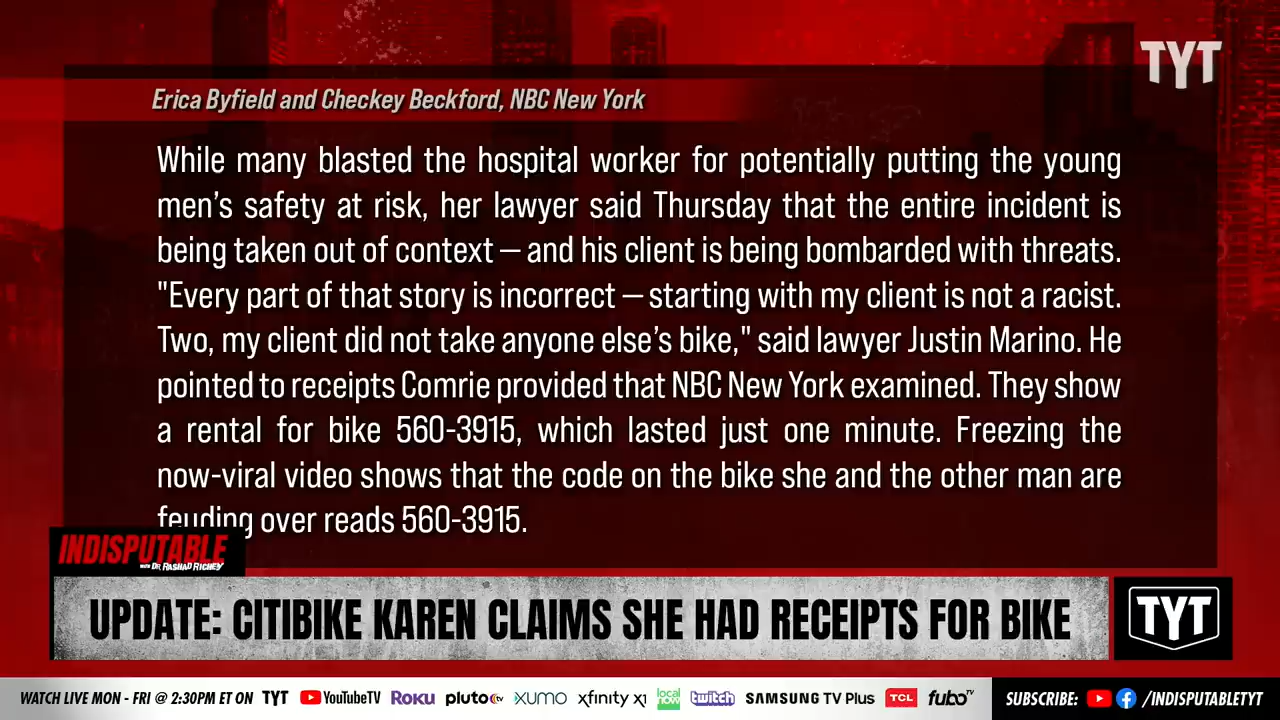 TYT
Erica Byfield and Checkey Beckford, NBC New York
While many blasted the hospital worker for potentially putting the young
men's safety at risk, her lawyer said Thursday that the entire incident is
being taken out of context — and his client is being bombarded with threats.
"Every part of that story is incorrect — starting with my client is not a racist.
Two, my client did not take anyone else's bike," said lawyer Justin Marino. He
pointed to receipts Comrie provided that NBC New York examined. They show
a rental for bike 560-3915, which lasted just one minute. Freezing the
now-viral video shows that the code on the bike she and the other man are
feuding over reads 560-3915.
INDISPUTABLE
WITH DR. RASHAD RICHEY
UPDATE: CITIBIKE KAREN CLAIMS SHE HAD RECEIPTS FOR BIKE
TYT
WATCH LIVE MON - FRI @ 2:30PM ET ON TYT YouTubeTV ROKU pluto tv XUMO xfinity x1 local now twitch SAMSUNG TV Plus TCL fubo TV SUBSCRIBE: /INDISPUTABLETYT